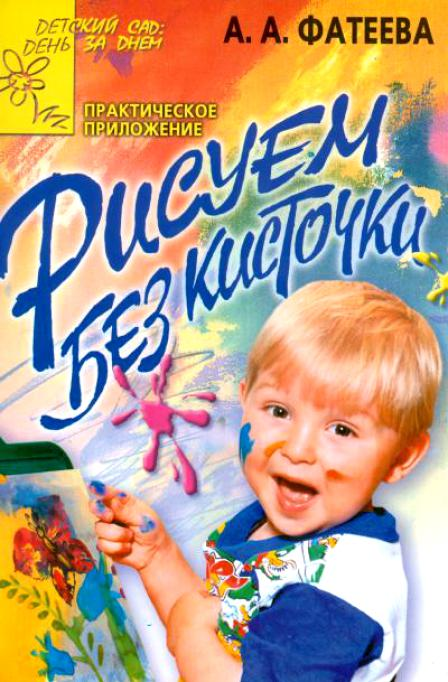 ДЕТСКИЙ САД:
ДЕНЬ ЗА ДНЕМ
А. А. ФАТЕЕВА
ПРАКТИЧЕСКОЕ
ПРИЛОЖЕНИЕ
РИСУЕМ
БЕЗ КИСТОЧКИ